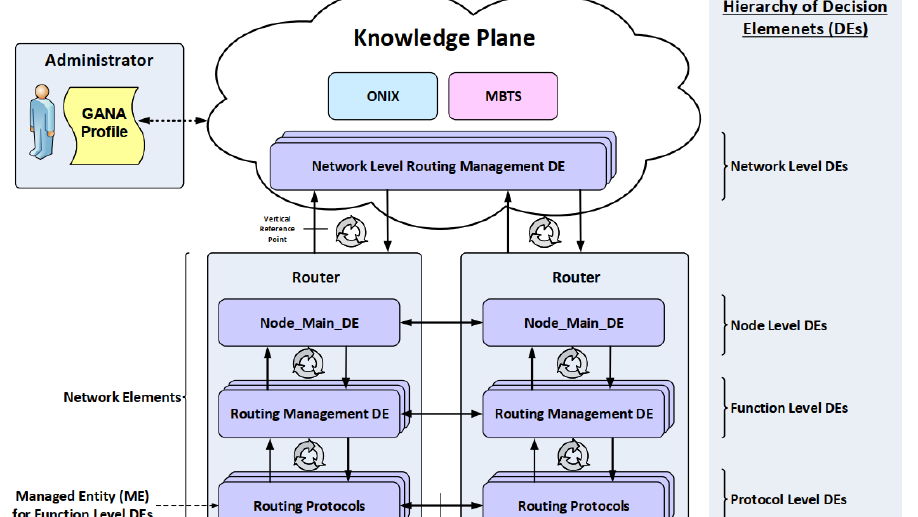 Hierarchy of Decision
Elemenets (DEs)
Knowledge Plane
Administrator
GANA
Profile
ONIX
MBTS
Network Level Routing Management DE
Network Level DEs
Vertical
Reference
Point
Router
Router
Node_Main_DE
Node_Main_DE
Node Level DEs
Network Elements
Routing Management DE
Routing Management DE
Function Level DEs
Managed Entity (ME)
for Function Level DEs
Routing Protocols
Routing Protocols
Protocol Level DEs